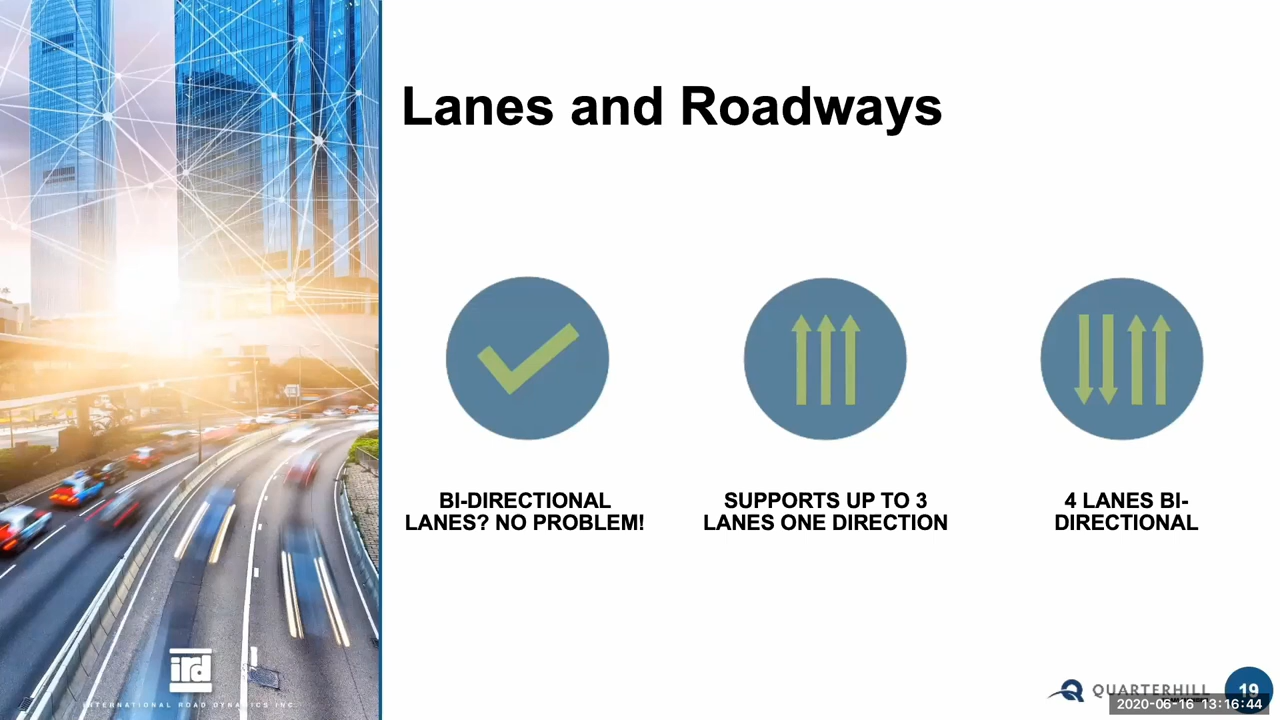 Lanes and Roadways
BI-DIRECTIONAL
LANES? NO PROBLEM!
SUPPORTS UP TO 3
LANES ONE DIRECTION
4 LANES BI-
DIRECTIONAL
ird
INTERNATIONAL ROAD DYNAMICS INC.
QUARTERHILL
19
2020-06-16 13:16:44